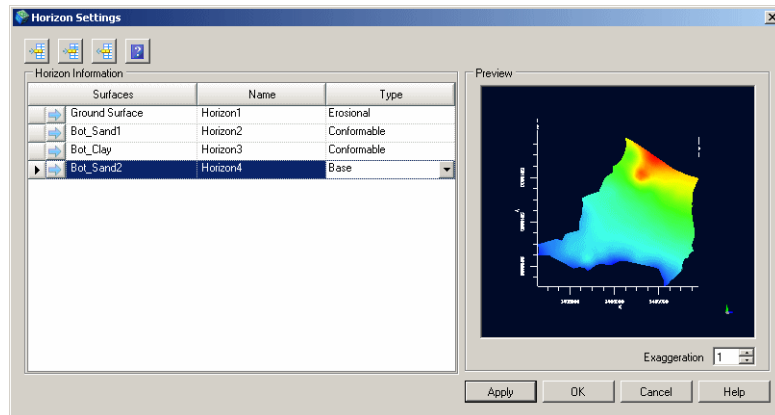 Horizon Settings
Horizon Information
Surfaces Name Type
Ground Surface Horizon1 Erosional
Bot_Sand1 Horizon2 Conformable
Bot_Clay Horizon3 Conformable
Bot_Sand2 Horizon4 Base
Preview
Exaggeration 1
Apply OK Cancel Help